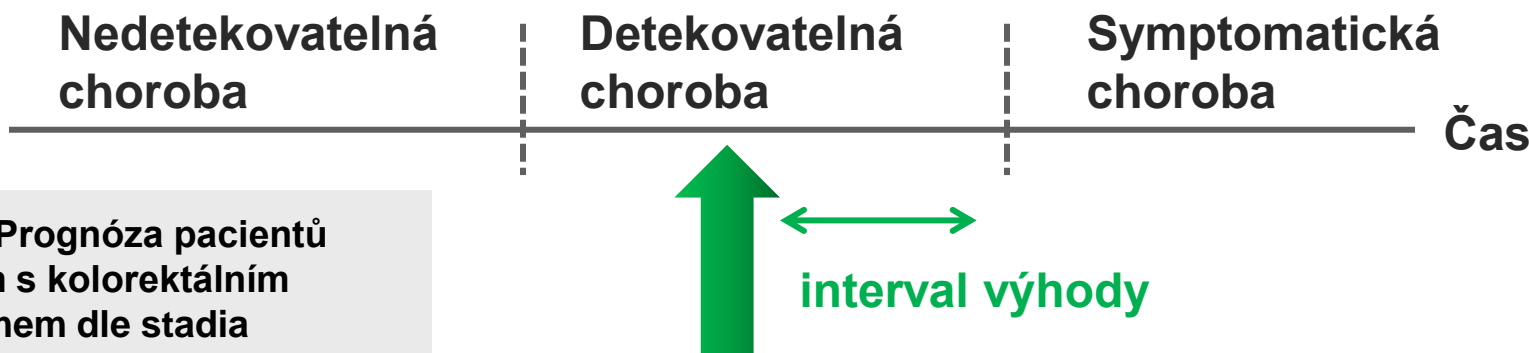 Nedetekovatelná
choroba
Detekovatelná
choroba
Symptomatická
choroba
Čas
Prognóza pacientů
s kolorektálním
dle stadia
interval výhody